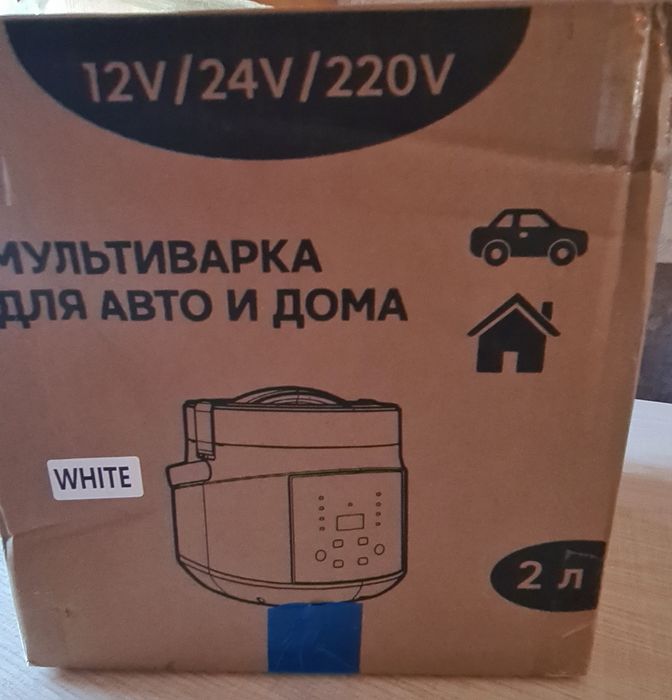 12V/24V/220V
МУЛЬТИВАРКА
ДЛЯ АВТО И ДОМА
WHITE
2 л